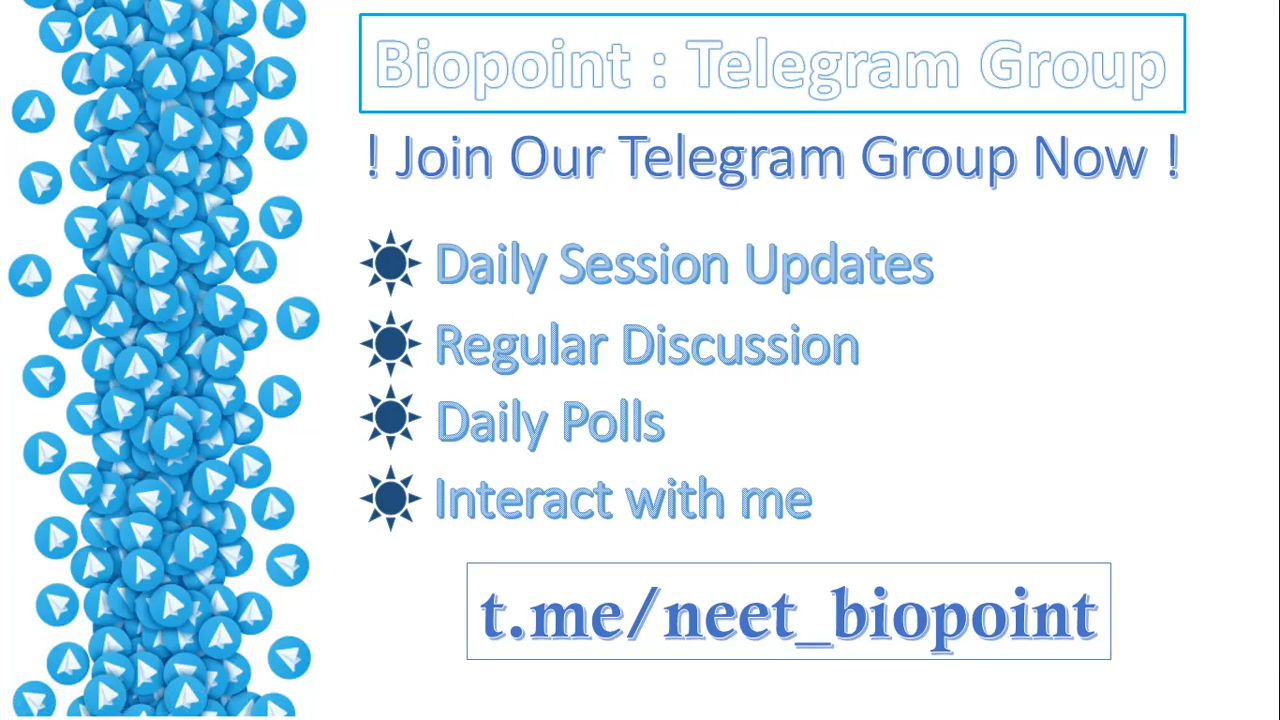 Biopoint : Telegram Group
! Join Our Telegram Group Now !
Daily Session Updates
Regular Discussion
Daily Polls
Interact with me
t.me/neet_biopoint